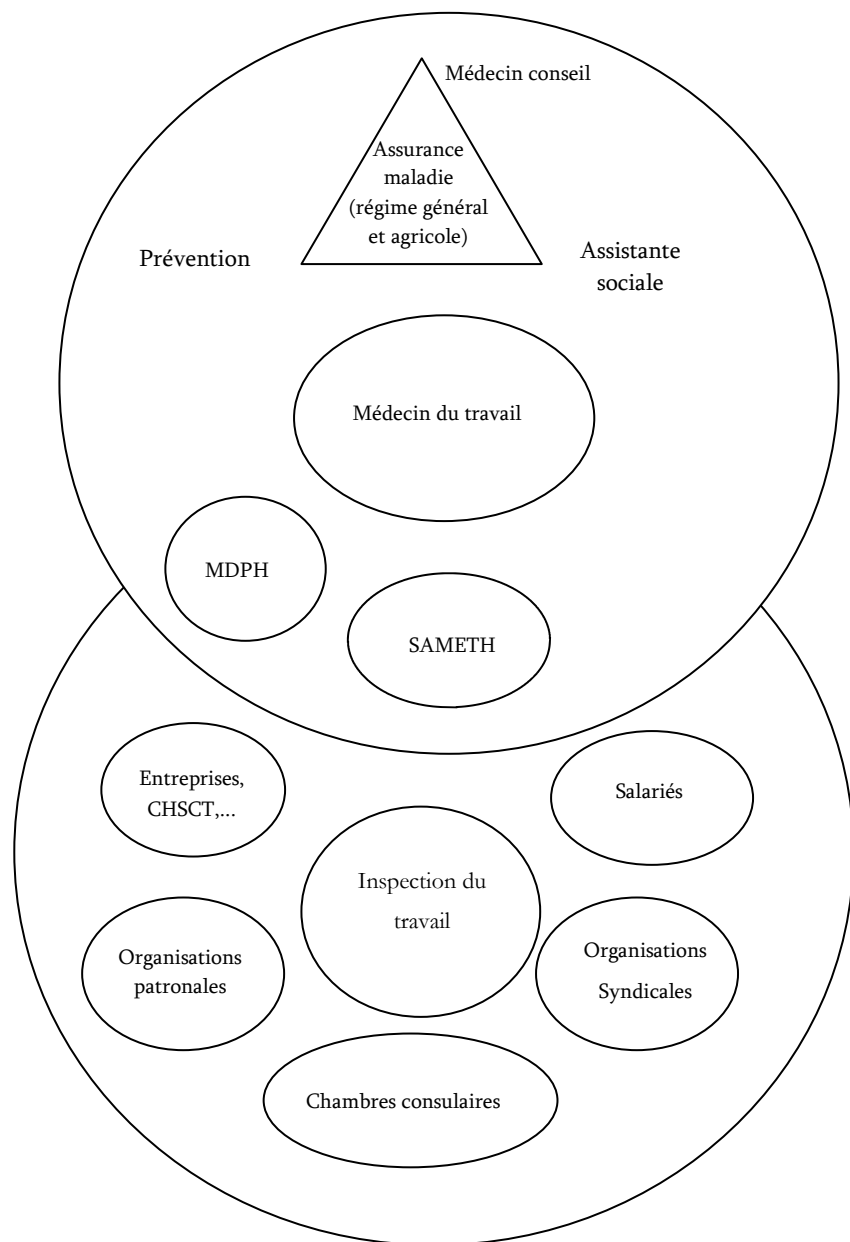 Médecin conseil
Assurance
maladie
(régime général
et agricole)
Prévention
Assistante
sociale
Médecin du travail
MDPH
SAMETH
Entreprises,
CHSCT,...
Salariés
Inspection du
travail
Organisations
patronales
Organisations
Syndicales
Chambres consulaires